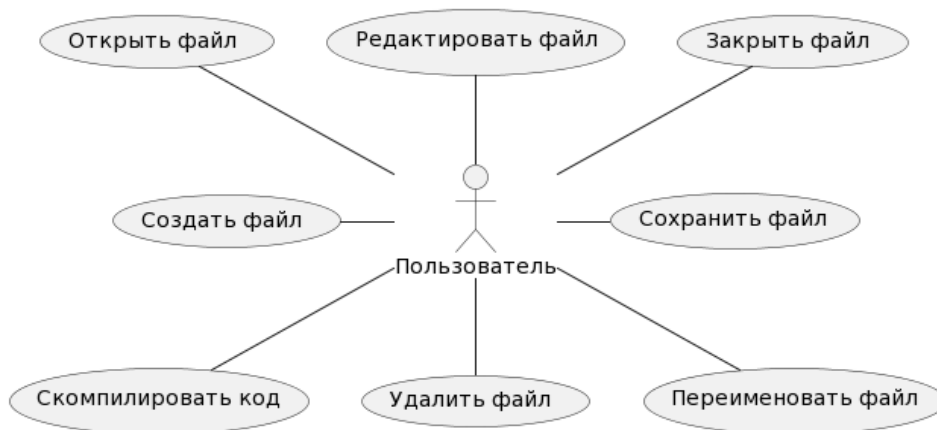 Открыть файл
Редактировать файл
Закрыть файл
Создать файл
Сохранить файл
Пользователь
Скомпилировать код
Удалить файл
Переименовать файл